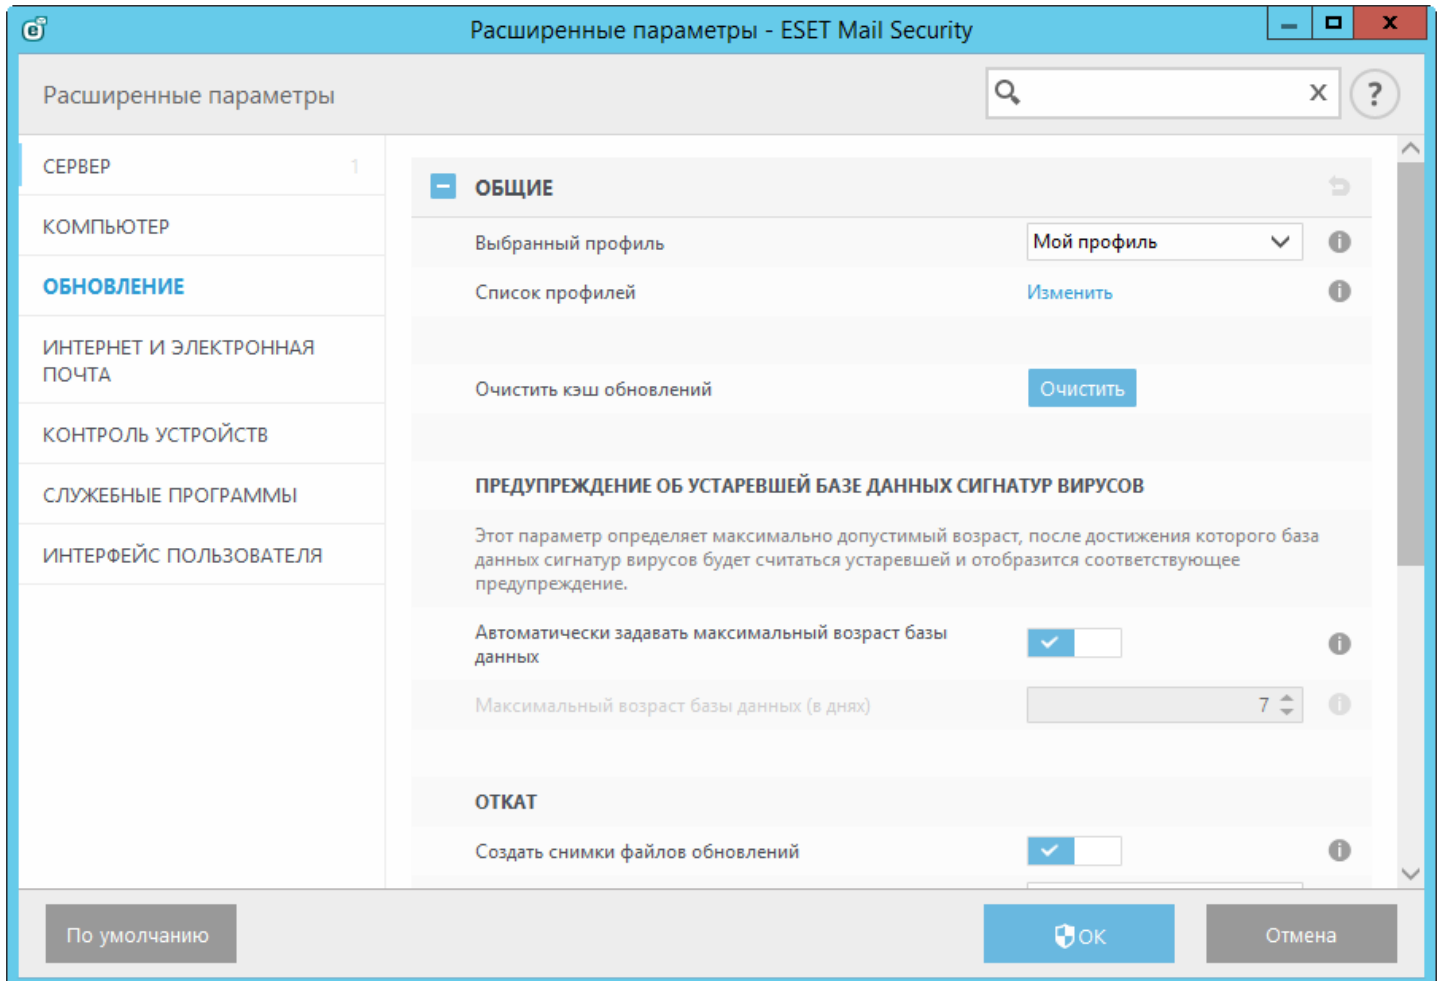 Расширенные параметры - ESET Mail Security
Расширенные параметры
СЕРВЕР 1
КОМПЬЮТЕР
ОБНОВЛЕНИЕ
ИНТЕРНЕТ И ЭЛЕКТРОННАЯ
ПОЧТА
КОНТРОЛЬ УСТРОЙСТВ
СЛУЖЕБНЫЕ ПРОГРАММЫ
ИНТЕРФЕЙС ПОЛЬЗОВАТЕЛЯ
ОБЩИЕ
Выбранный профиль Мой профиль
Список профилей Изменить
Очистить кэш обновлений Очистить
ПРЕДУПРЕЖДЕНИЕ ОБ УСТАРЕВШЕЙ БАЗЕ ДАННЫХ СИГНАТУР ВИРУСОВ
Этот параметр определяет максимально допустимый возраст, после достижения которого база
данных сигнатур вирусов будет считаться устаревшей и отобразится соответствующее
предупреждение.
Автоматически задавать максимальный возраст базы
данных
Максимальный возраст базы данных (в днях) 7
ОТКАТ
Создать снимки файлов обновлений
По умолчанию
OK
Отмена